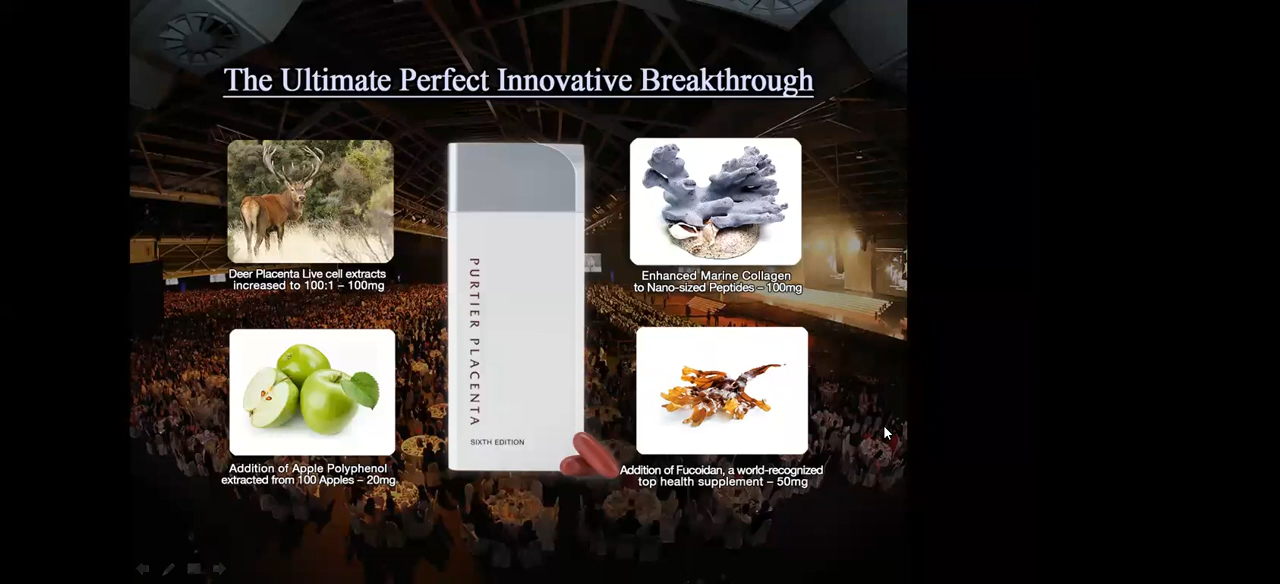 The Ultimate Perfect Innovative Breakthrough
Deer Placenta Live cell extracts
increased to 100:1 – 100mg
Enhanced Marine Collagen
to Nano-sized Peptides – 100mg
PURTIER PLACENTA
SIXTH EDITION
Addition of Apple Polyphenol
extracted from 100 Apples – 20mg
Addition of Fucoidan, a world-recognized
top health supplement – 50mg